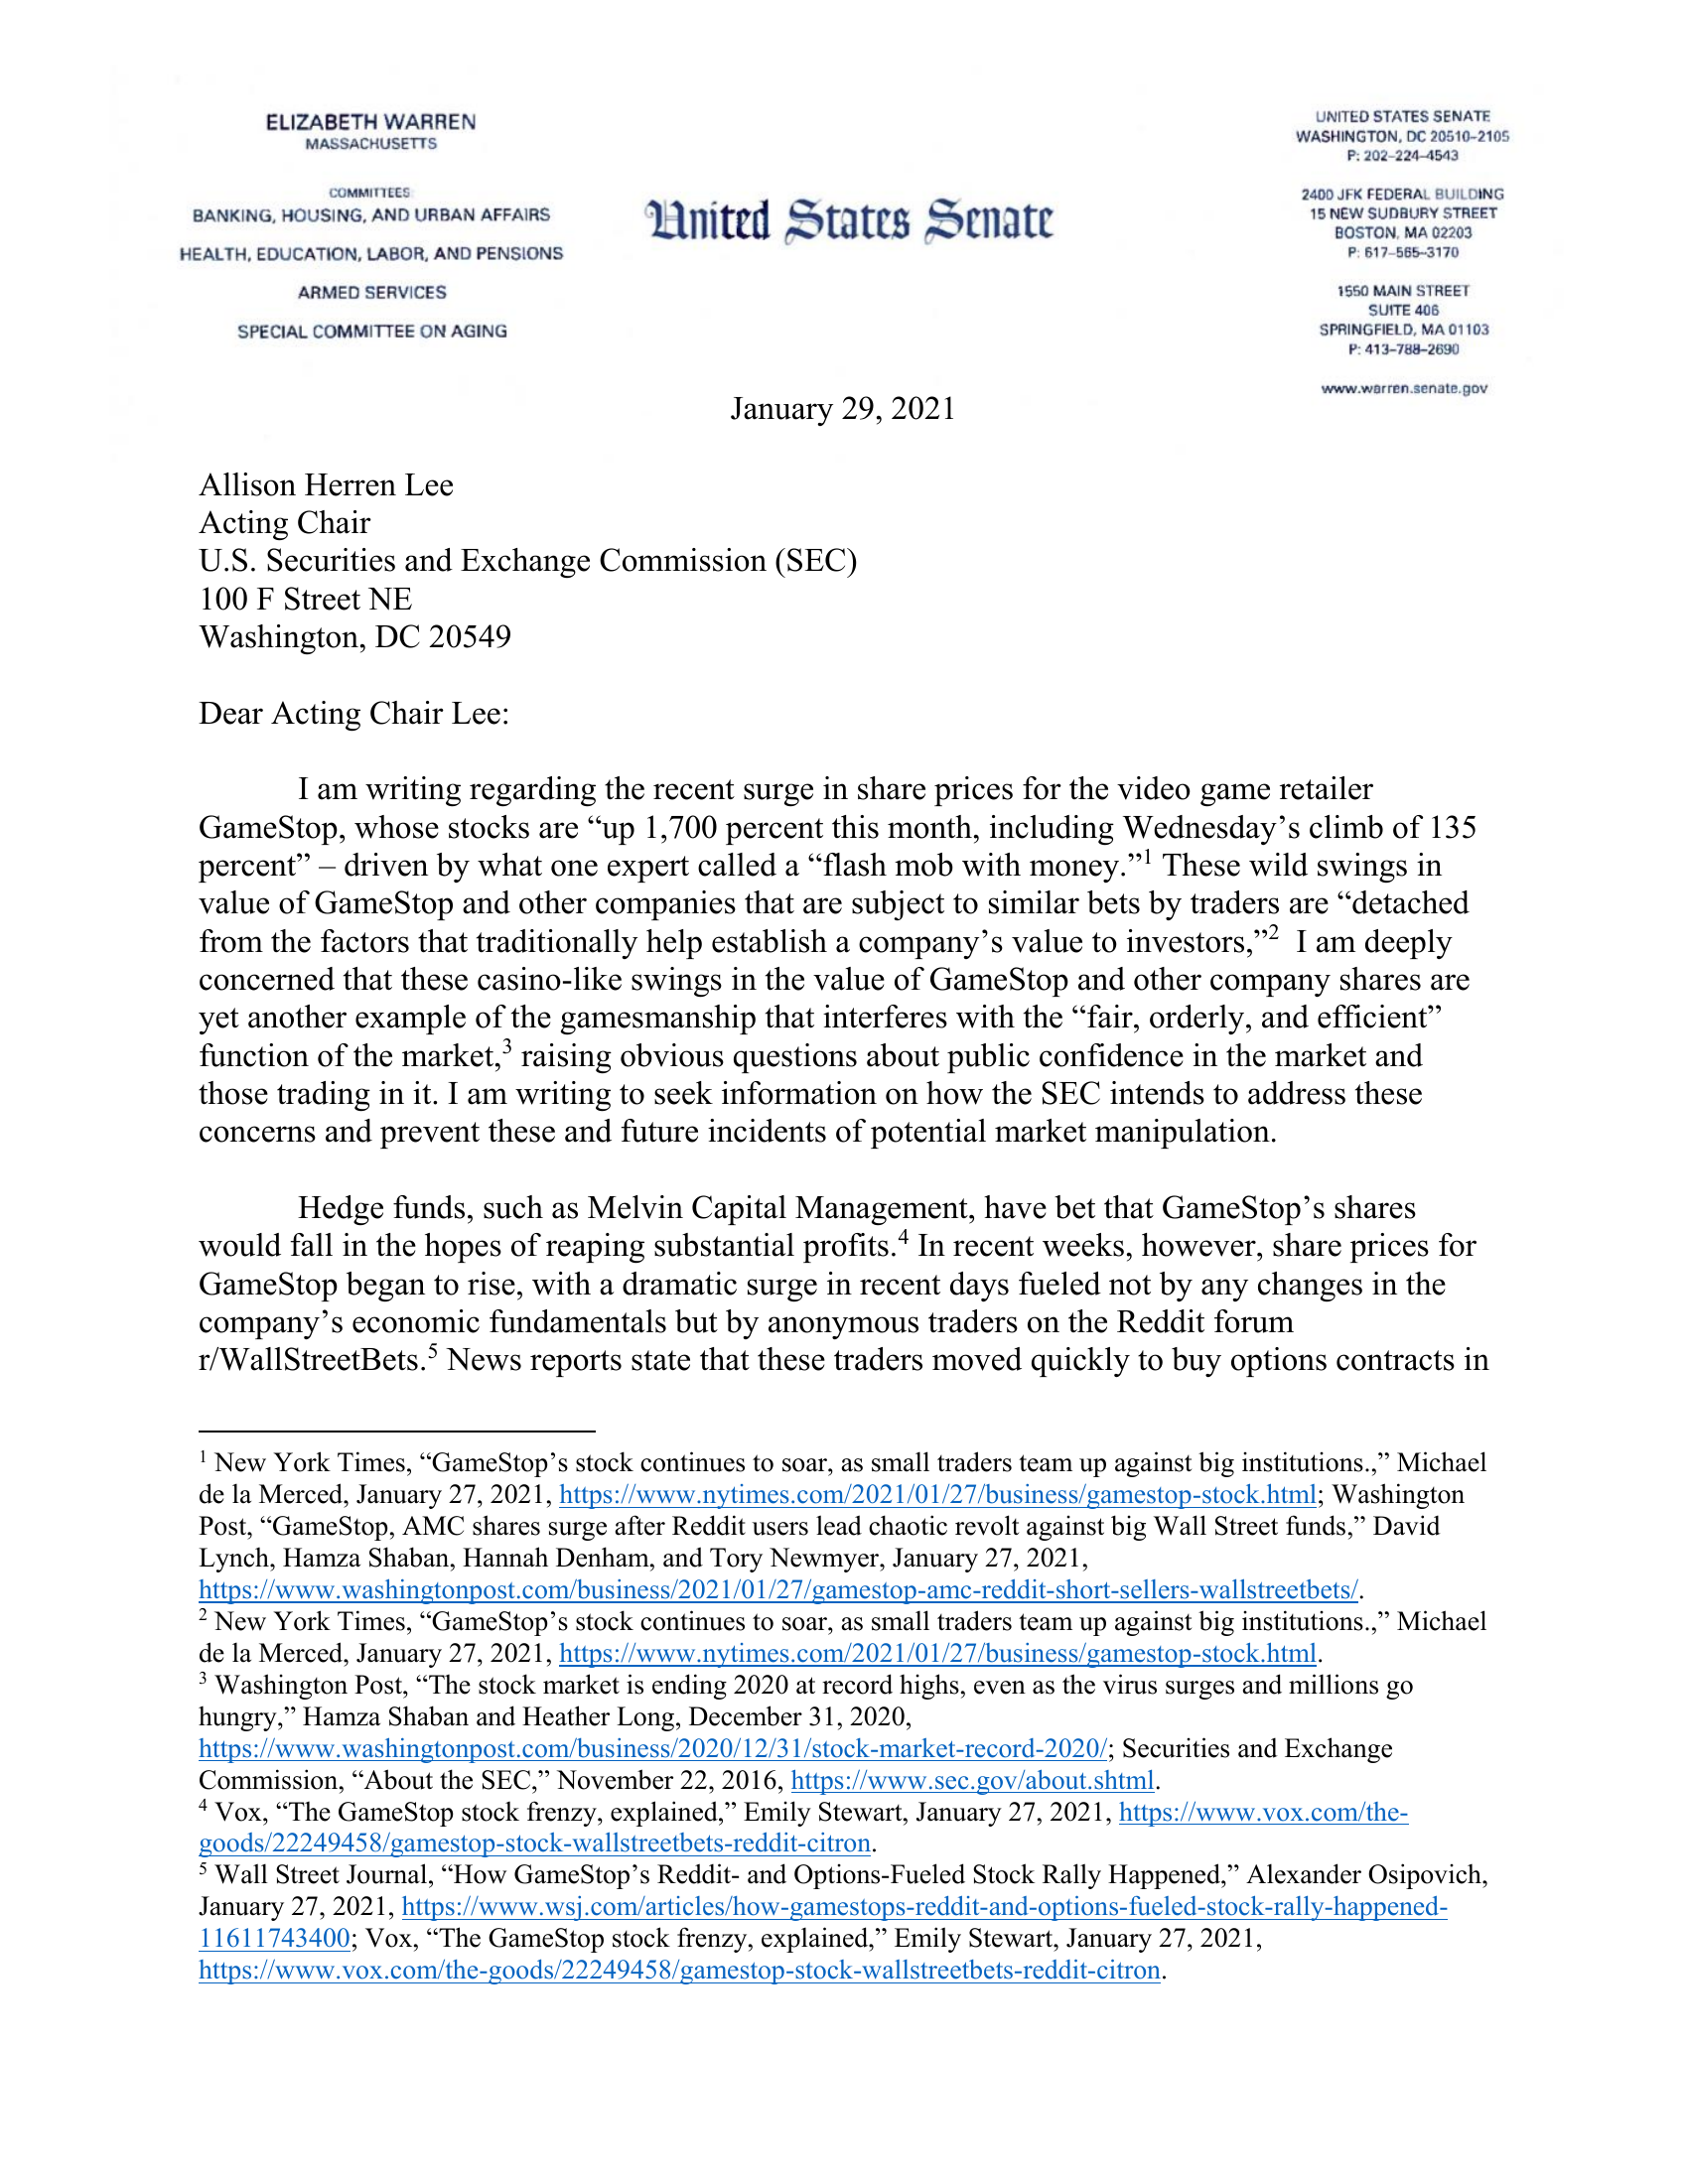 ELIZABETH WARREN
MASSACHUSETTS
COMMITTEES
BANKING, HOUSING, AND URBAN AFFAIRS
HEALTH, EDUCATION, LABOR, AND PENSIONS
ARMED SERVICES
SPECIAL COMMITTEE ON AGING
United States Senate
UNITED STATES SENATE
WASHINGTON, DC 20510–2105
P: 202–224–4543
2400 JFK FEDERAL BUILDING
15 NEW SUDBURY STREET
BOSTON, MA 02203
P: 617–565–3170
1550 MAIN STREET
SUITE 406
SPRINGFIELD, MA 01103
P: 413–788–2690
www.warren.senate.gov
January 29, 2021
Allison Herren Lee
Acting Chair
U.S. Securities and Exchange Commission (SEC)
100 F Street NE
Washington, DC 20549
Dear Acting Chair Lee:
I am writing regarding the recent surge in share prices for the video game retailer
GameStop, whose stocks are “up 1,700 percent this month, including Wednesday’s climb of 135
percent” – driven by what one expert called a “flash mob with money.”1 These wild swings in
value of GameStop and other companies that are subject to similar bets by traders are “detached
from the factors that traditionally help establish a company’s value to investors,”2 I am deeply
concerned that these casino-like swings in the value of GameStop and other company shares are
yet another example of the gamesmanship that interferes with the “fair, orderly, and efficient”
function of the market,3 raising obvious questions about public confidence in the market and
those trading in it. I am writing to seek information on how the SEC intends to address these
concerns and prevent these and future incidents of potential market manipulation.
Hedge funds, such as Melvin Capital Management, have bet that GameStop’s shares
would fall in the hopes of reaping substantial profits.4 In recent weeks, however, share prices for
GameStop began to rise, with a dramatic surge in recent days fueled not by any changes in the
company’s economic fundamentals but by anonymous traders on the Reddit forum
r/WallStreetBets.5 News reports state that these traders moved quickly to buy options contracts in
1 New York Times, “GameStop’s stock continues to soar, as small traders team up against big institutions.,” Michael
de la Merced, January 27, 2021, https://www.nytimes.com/2021/01/27/business/gamestop-stock.html; Washington
Post, “GameStop, AMC shares surge after Reddit users lead chaotic revolt against big Wall Street funds,” David
Lynch, Hamza Shaban, Hannah Denham, and Tory Newmyer, January 27, 2021,
https://www.washingtonpost.com/business/2021/01/27/gamestop-amc-reddit-short-sellers-wallstreetbets/.
2 New York Times, “GameStop’s stock continues to soar, as small traders team up against big institutions.,” Michael
de la Merced, January 27, 2021, https://www.nytimes.com/2021/01/27/business/gamestop-stock.html.
3 Washington Post, “The stock market is ending 2020 at record highs, even as the virus surges and millions go
hungry,” Hamza Shaban and Heather Long, December 31, 2020,
https://www.washingtonpost.com/business/2020/12/31/stock-market-record-2020/; Securities and Exchange
Commission, “About the SEC,” November 22, 2016, https://www.sec.gov/about.shtml.
4 Vox, “The GameStop stock frenzy, explained,” Emily Stewart, January 27, 2021, https://www.vox.com/the-
goods/22249458/gamestop-stock-wallstreetbets-reddit-citron.
5 Wall Street Journal, “How GameStop’s Reddit- and Options-Fueled Stock Rally Happened,” Alexander Osipovich,
January 27, 2021, https://www.wsj.com/articles/how-gamestops-reddit-and-options-fueled-stock-rally-happened-
11611743400; Vox, “The GameStop stock frenzy, explained,” Emily Stewart, January 27, 2021,
https://www.vox.com/the-goods/22249458/gamestop-stock-wallstreetbets-reddit-citron.